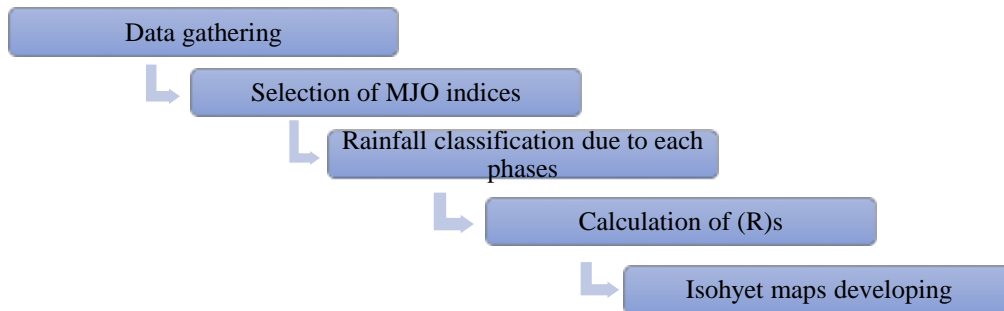 Data gathering
Selection of MJO indices
Rainfall classification due to each
phases
Calculation of (R)s
Isohyet maps developing